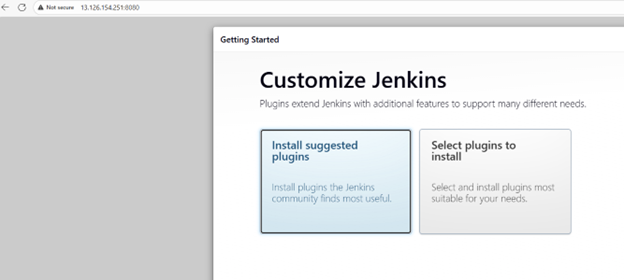 Not secure 13.126.154.251:8080
Getting Started
Customize Jenkins
Plugins extend Jenkins with additional features to support many different needs.
Install suggested
plugins
Install plugins the Jenkins
community finds most useful.
Select plugins to
install
Select and install plugins most
suitable for your needs.